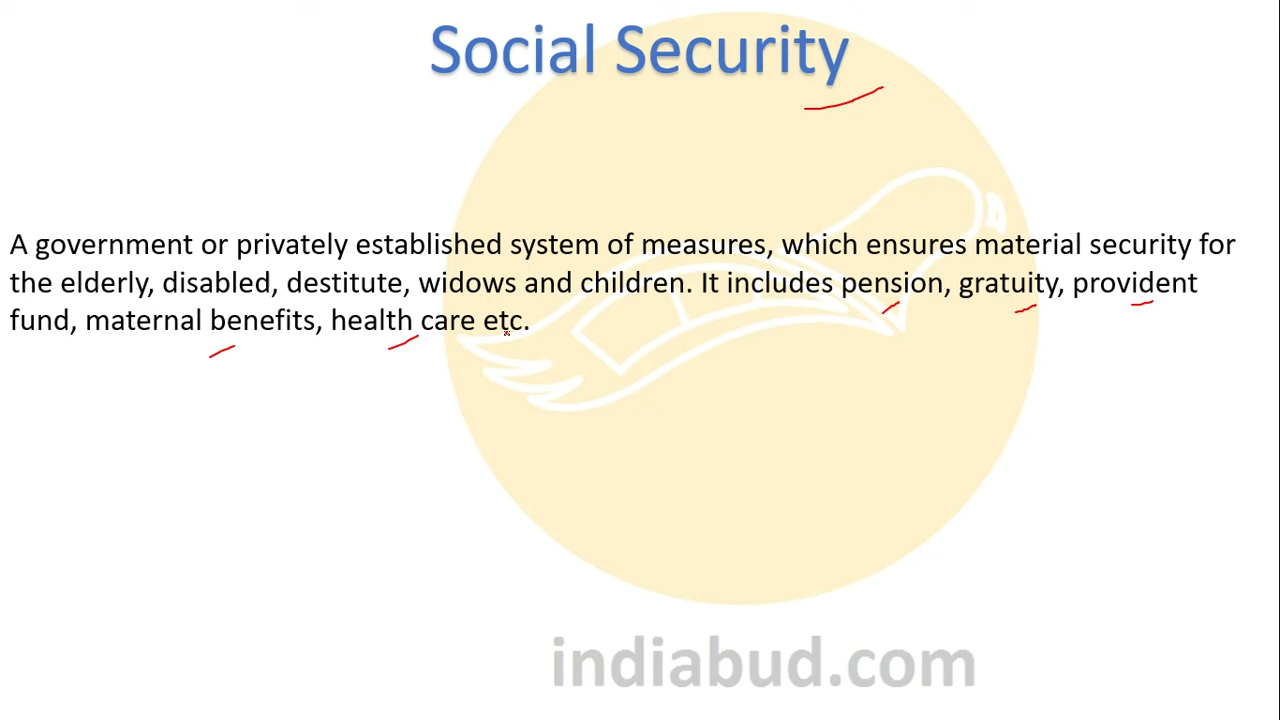 Social Security
A government or privately established system of measures, which ensures material security for
the elderly, disabled, destitute, widows and children. It includes pension, gratuity, provident
fund, maternal benefits, health care etc.
indiabud.com